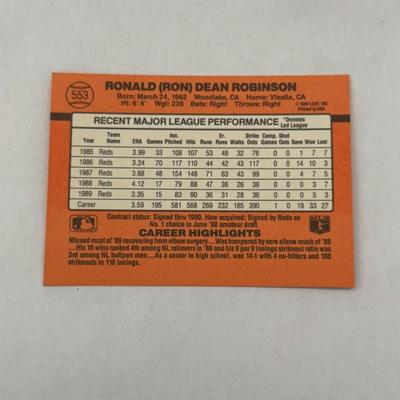 553
RONALD (RON) DEAN ROBINSON
Born: March 24, 1962 Woodlake, CA Home: Visalia, CA
Ht: 6'4" Wgt: 230 Bats: Right Throws: Right
© 1989 LEAF, INC.
Printed in USA
RECENT MAJOR LEAGUE PERFORMANCE *Denotes Led League
Year Team Name ERA Games Inn. Pitched Hits Runs Er. Runs Walks Strike Outs Comp. Games Shut Outs Save Won Lost
1985 Reds 3.99 33 108 107 53 48 32 76 0 0 1 7 7
1986 Reds 3.24 70 117 110 44 42 43 117 0 0 14 10 3
1987 Reds 3.68 48 154 148 71 63 43 99 0 0 4 7 5
1988 Reds 4.12 17 79 88 47 36 26 38 0 0 0 3 7
1989 Reds 3.35 15 83 80 36 31 28 36 0 0 0 5 3
Career 3.59 195 581 568 269 232 185 390 1 0 19 33 27
Contract status: Signed thru 1990. How acquired: Signed by Reds as
No. 1 choice in June '80 amateur draft
CAREER HIGHLIGHTS
Missed most of '89 recovering from elbow surgery... Was hampered by sore elbow much of '88
...His 10 wins ranked 4th among NL relievers in '86 and his 9 per 9 innings strikeout ratio was
3rd among NL bullpen men... As a senior in high school, was 14-1 with 4 no-hitters and 188
strikeouts in 110 innings.